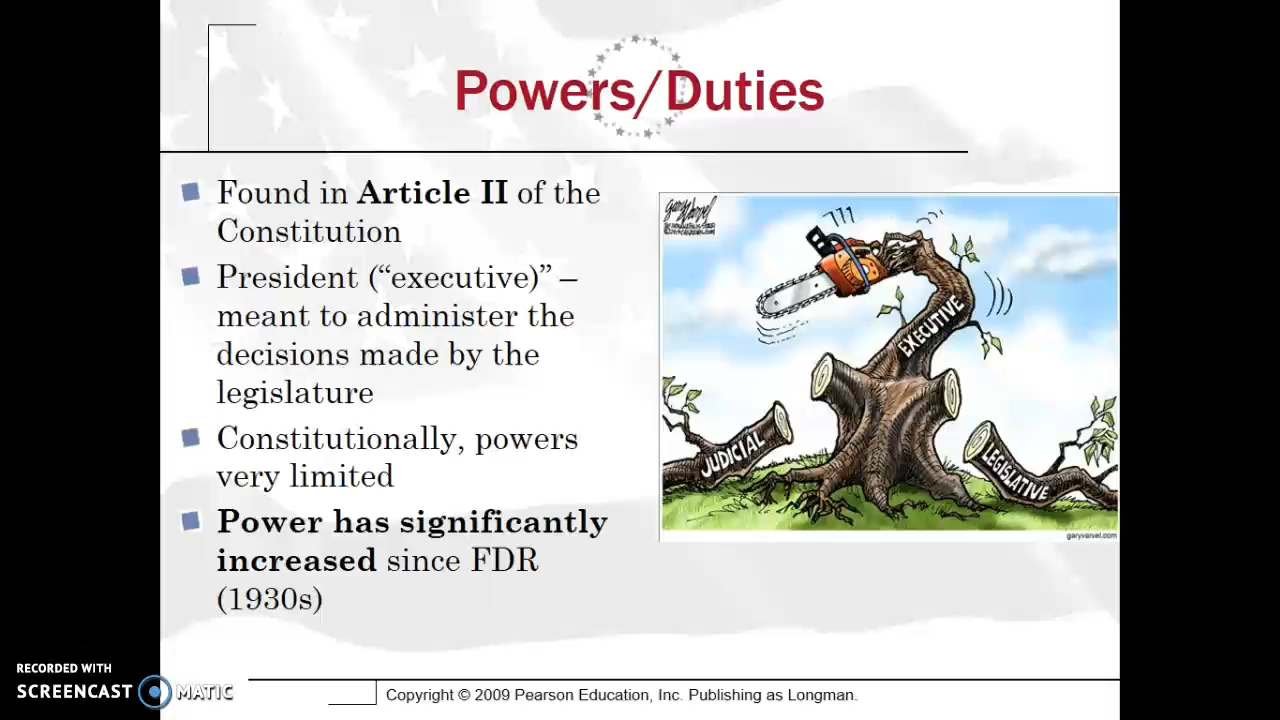 Powers/Duties
Found in Article II of the
Constitution
President (“executive)” –
meant to administer the
decisions made by the
legislature
Constitutionally, powers
very limited
Power has significantly
increased since FDR
(1930s)
EXECUTIVE
JUDICIAL
LEGISLATIVE
garyvarvel.com
RECORDED WITH
SCREENCAST MATIC
Copyright © 2009 Pearson Education, Inc. Publishing as Longman.